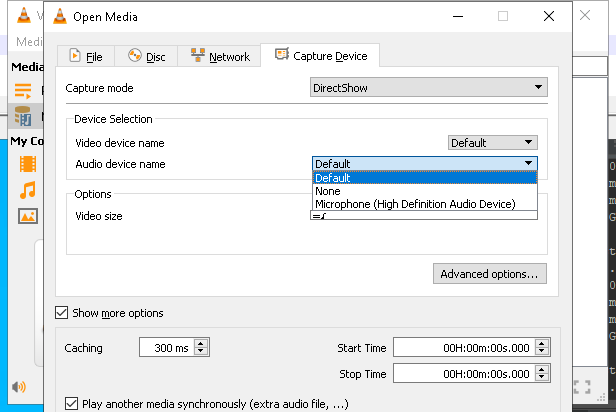 Open Media
Medi
File
Disc
Network
Capture Device
Media
Capture mode
DirectShow
Device Selection
Video device name
Default
My Co
Audio device name
Default
Default
None
Microphone (High Definition Audio Device)
Options
Video size
Advanced options...
Show more options
Caching
300 ms
Start Time
00H:00m:00s.000
Stop Time
00H:00m:00s.000
Play another media synchronously (extra audio file, ...)